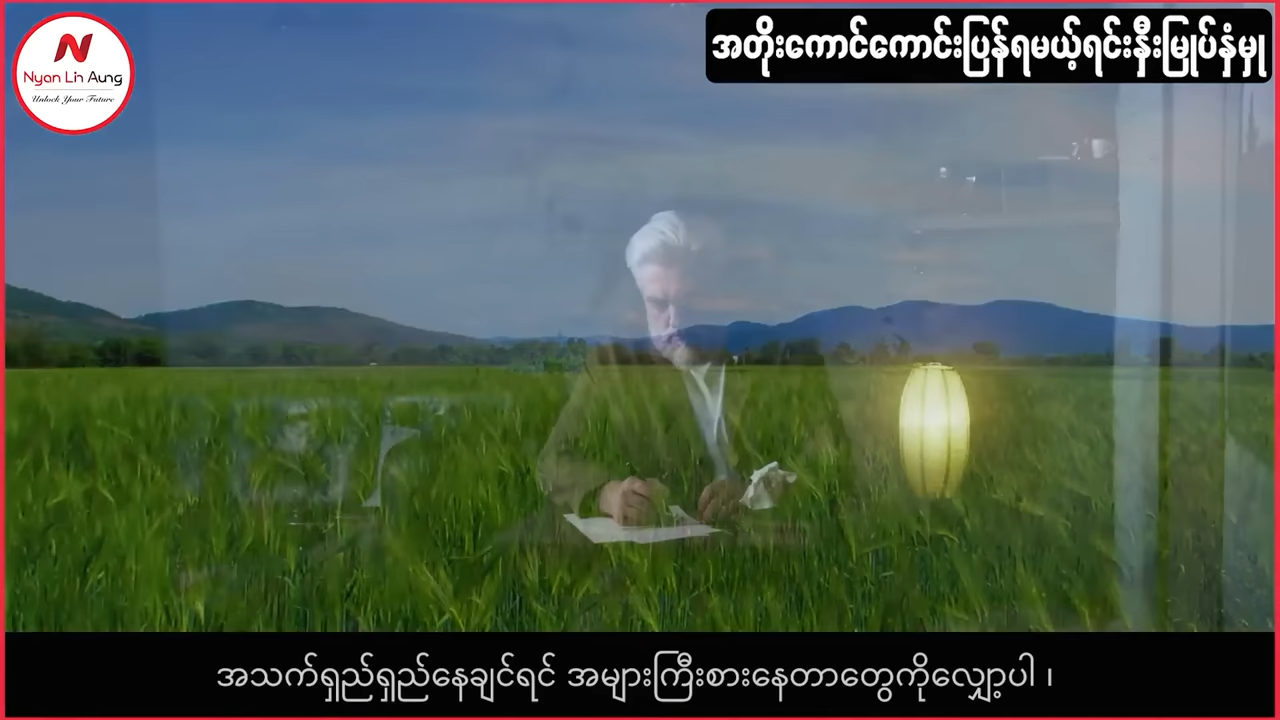 N
Nyan Lin Aung
Unlock Your Future
အတိုးကောင်ကောင်းပြန်ရမယ့်ရင်းနှီးမြှုပ်နှံမှု
အသက်ရှည်ရှည်နေချင်ရင် အများကြီးစားနေတာတွေကိုလျှော့ပါ ၊